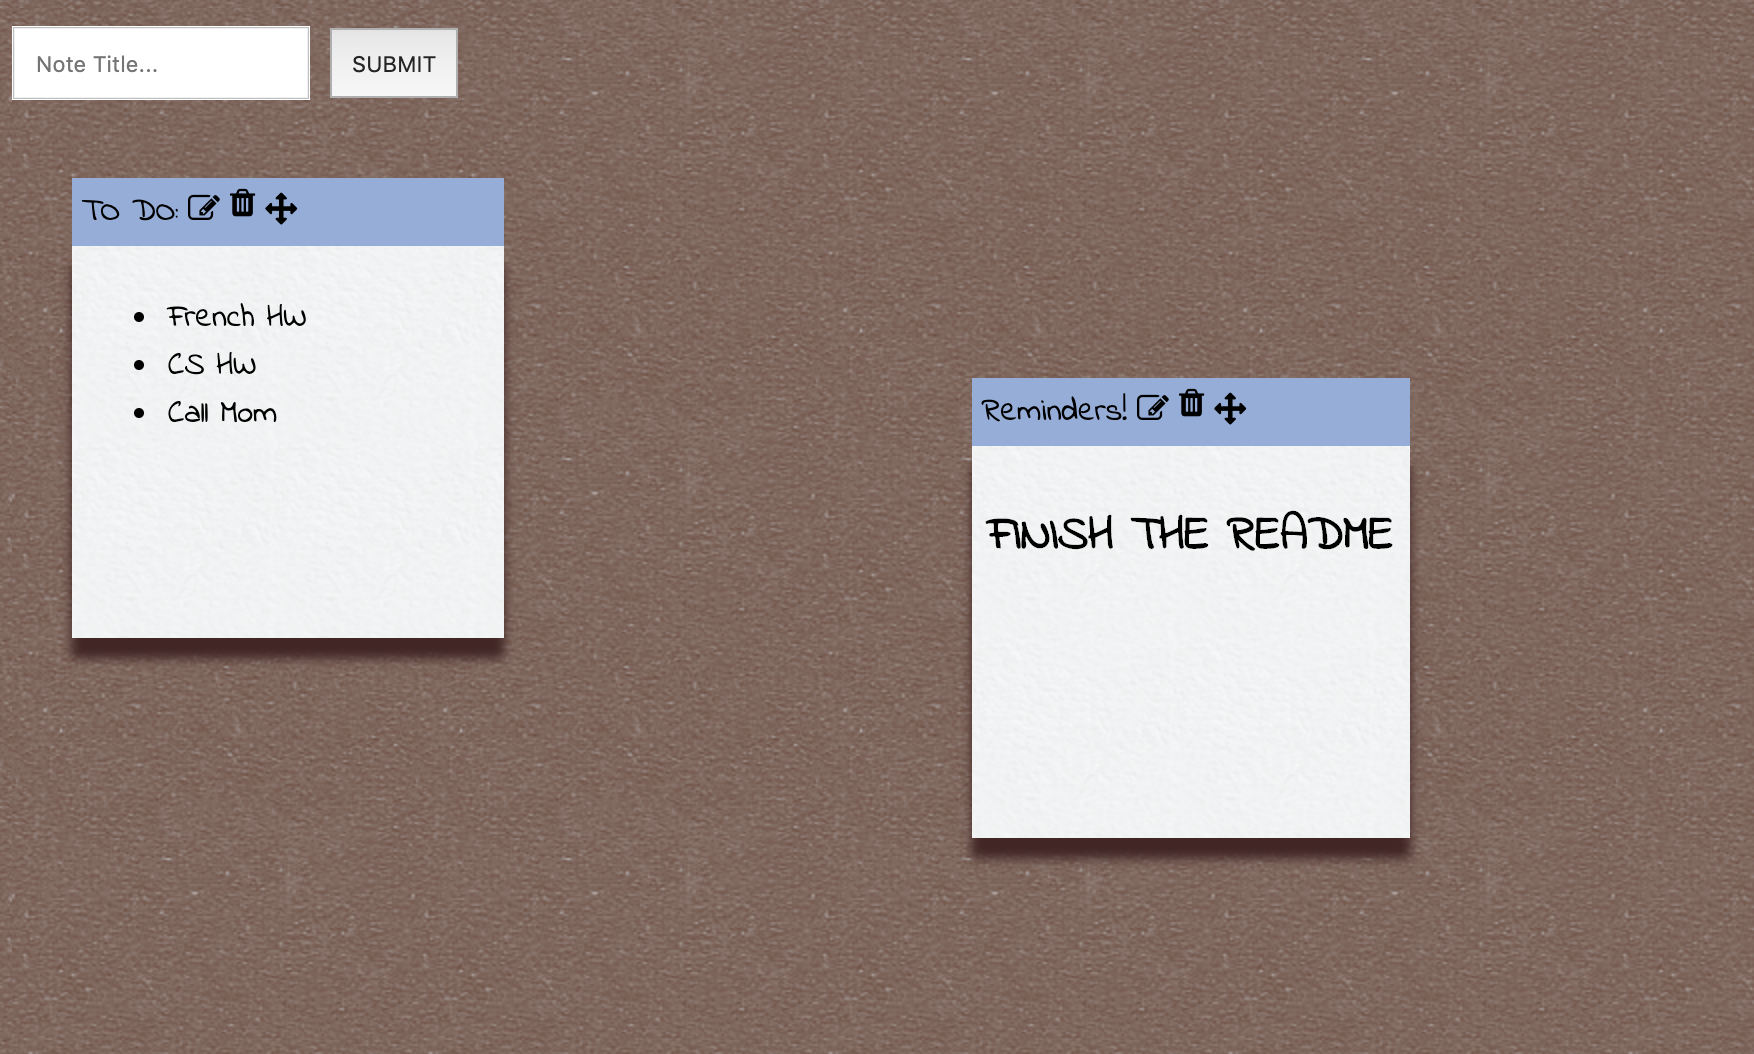 Note Title...
SUBMIT
To Do:
• French HW
• CS HW
• Call Mom
Reminders!
FINISH THE README